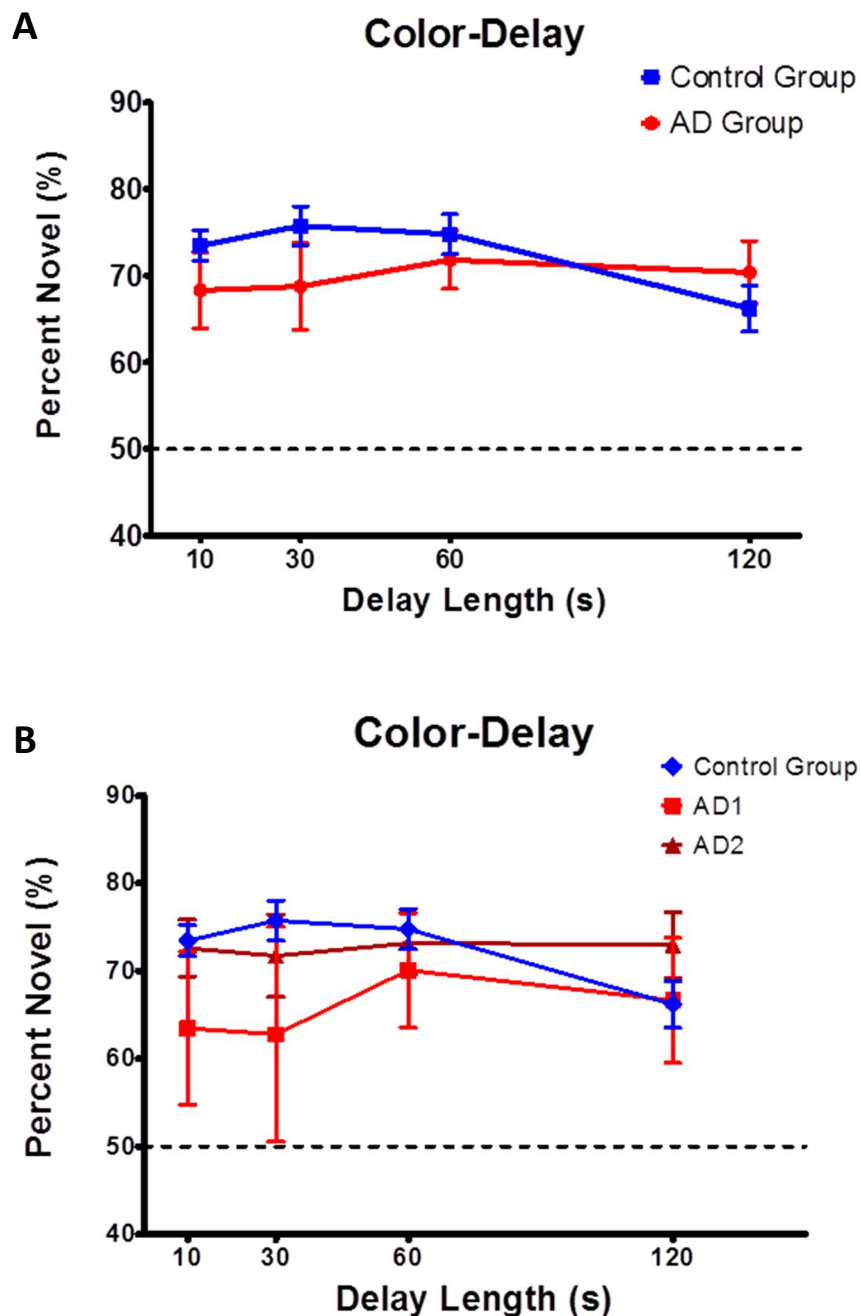 A
Color-Delay
Control Group
AD Group
90
80
70
60
50
40
Percent Novel (%)
10 30 60 120
Delay Length (s)
B
Color-Delay
Control Group
AD1
AD2
90
80
70
60
50
40
Percent Novel (%)
10 30 60 120
Delay Length (s)